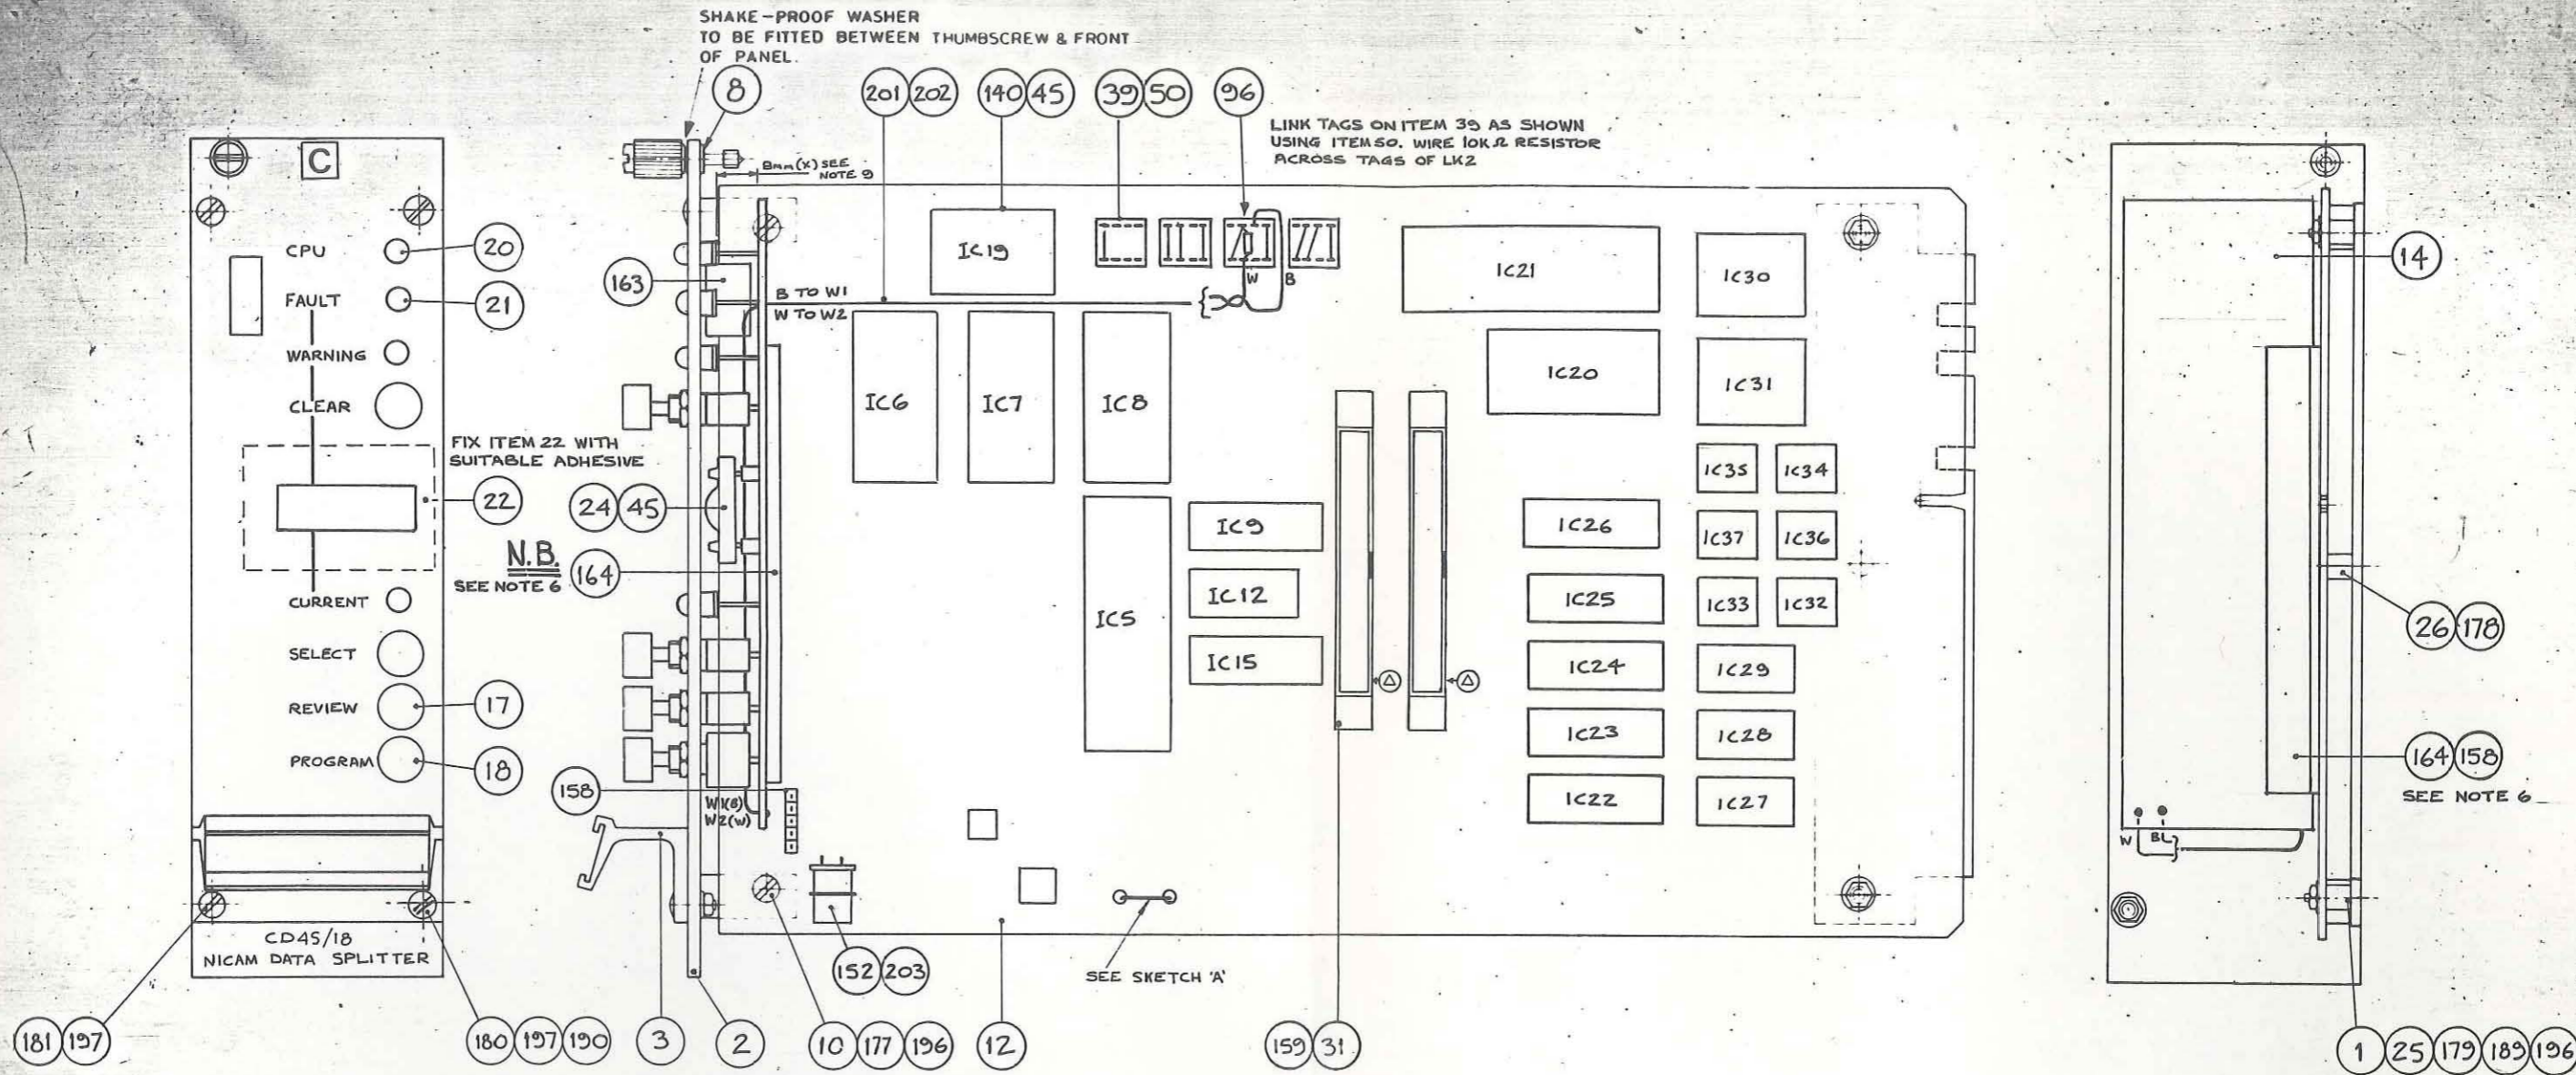 SHAKE-PROOF WASHER
TO BE FITTED BETWEEN THUMBSCREW & FRONT
OF PANEL.
8
201 202
140 45
39 50
96
LINK TAGS ON ITEM 39 AS SHOWN
USING ITEM 50. WIRE 10K Ω RESISTOR
ACROSS TAGS OF LK2
C
CPU
20
FAULT
21
WARNING
CLEAR
FIX ITEM 22 WITH
SUITABLE ADHESIVE
22
CURRENT
SELECT
REVIEW
17
PROGRAM
18
CD45/18
NICAM DATA SPLITTER
181 197
180 197 190
8mm (X) SEE
NOTE 9
163
B TO W1
W TO W2
24 45
N.B.
SEE NOTE 6
164
158
W1(B)
W2(W)
3
2
10 177 196
152 203
12
SEE SKETCH 'A'
159 31
IC19
W
B
IC6
IC7
IC8
IC5
IC9
IC12
IC15
IC21
IC30
IC20
IC31
IC35
IC34
IC26
IC37
IC36
IC25
IC33
IC32
IC24
IC29
IC23
IC28
IC22
IC27
14
26 178
164 158
SEE NOTE 6
W
BL
1 25 179 189 196